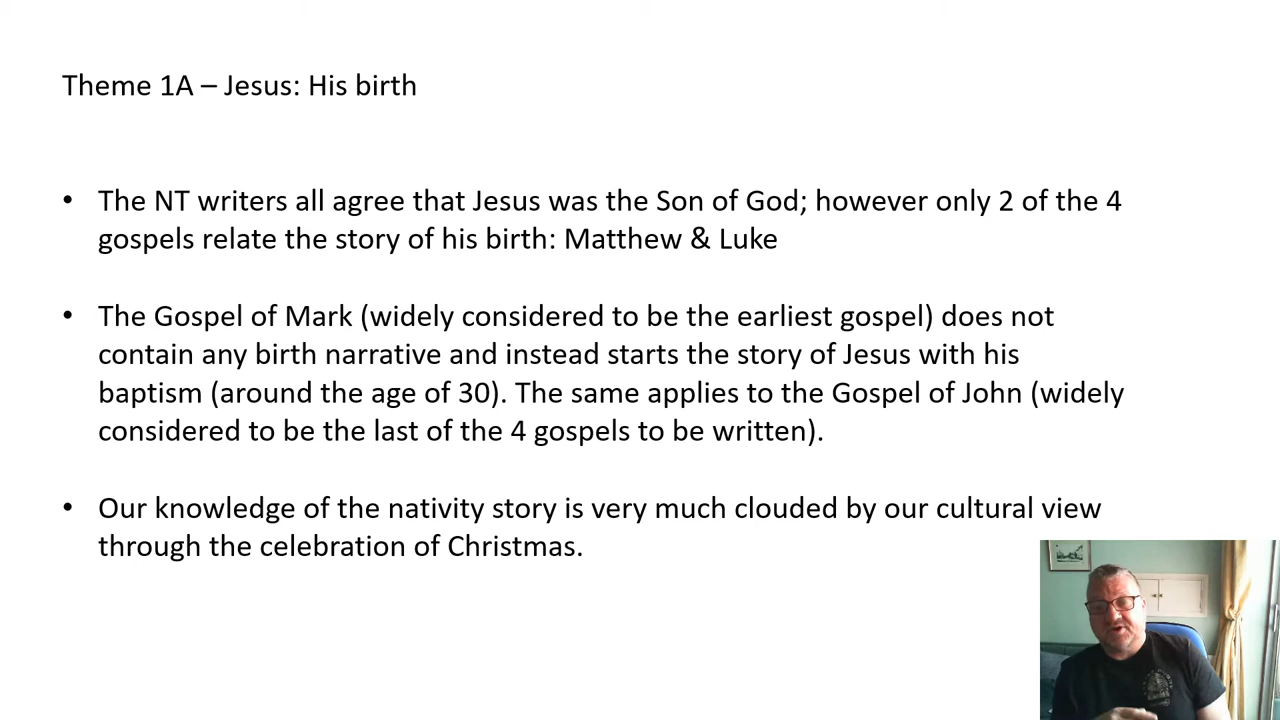 Theme 1A – Jesus: His birth
• The NT writers all agree that Jesus was the Son of God; however only 2 of the 4
gospels relate the story of his birth: Matthew & Luke
• The Gospel of Mark (widely considered to be the earliest gospel) does not
contain any birth narrative and instead starts the story of Jesus with his
baptism (around the age of 30). The same applies to the Gospel of John (widely
considered to be the last of the 4 gospels to be written).
• Our knowledge of the nativity story is very much clouded by our cultural view
through the celebration of Christmas.